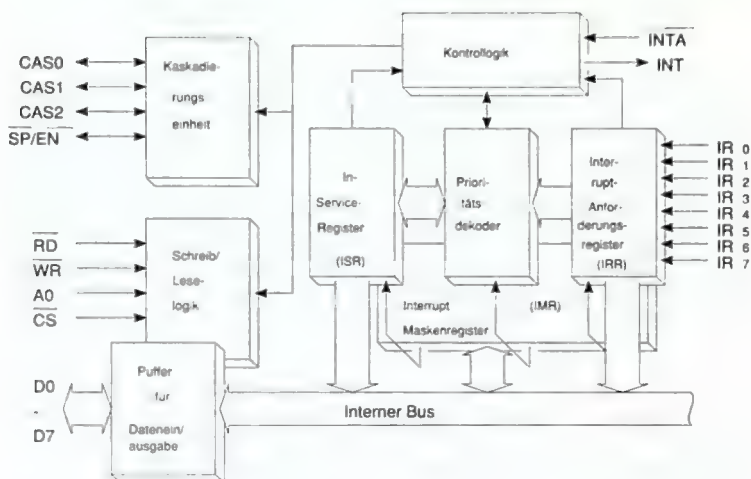 CAS0
CAS1
CAS2
SP/EN
Kaskadie-
rungs
einheit
Kontrollogik
INTA
INT
In-
Service-
Register
(ISR)
Priori-
täts
dekoder
Inter-
rupt-
Anfor-
derungs-
register
(IRR)
IR 0
IR 1
IR 2
IR 3
IR 4
IR 5
IR 6
IR 7
RD
WR
A0
CS
Schreib/
Lese-
logik
Interrupt
Maskenregister
(IMR)
D0
-
D7
Puffer
für
Datenein/
ausgabe
Interner Bus